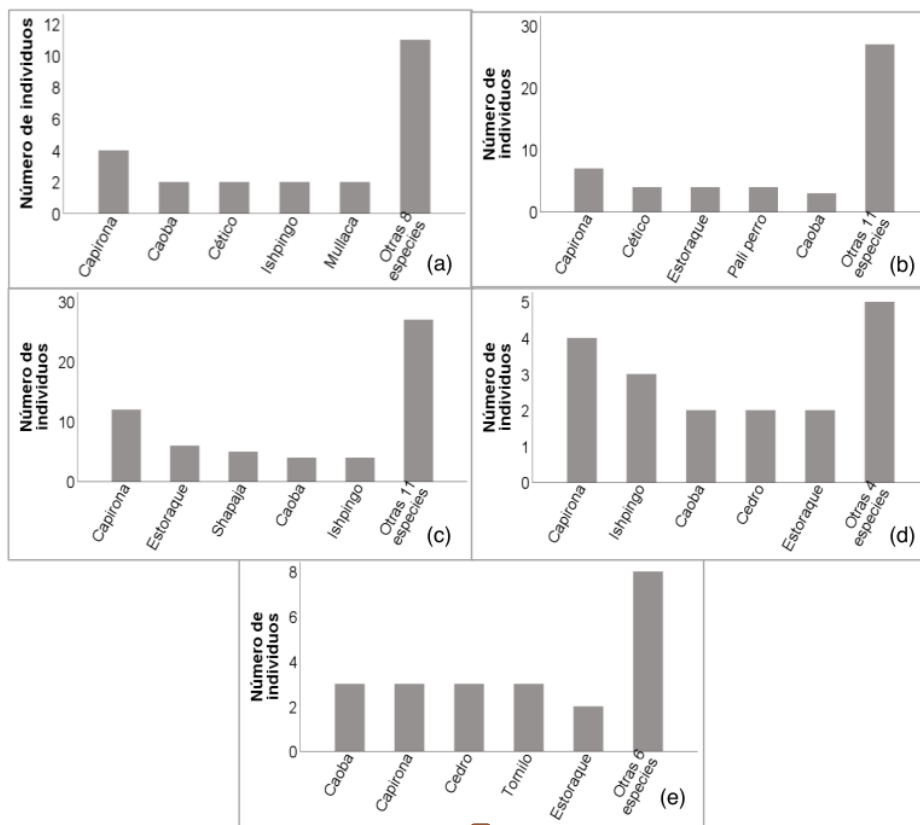 Número de individuos
12
10
8
6
4
2
0
Capirona
Caoba
Cético
Ishpingo
Mullaca
Otras 8
especies
(a)
Número de
individuos
30
20
10
0
Capirona
Cético
Estoraque
Pali perro
Caoba
Otras 11
especies
(b)
Número de
individuos
30
20
10
0
Capirona
Estoraque
Shapaja
Caoba
Ishpingo
Otras 11
especies
(c)
Número de
individuos
5
4
3
2
1
0
Capirona
Ishpingo
Caoba
Cedro
Estoraque
Otras 4
especies
(d)
Número de
individuos
8
6
4
2
0
Caoba
Capirona
Cedro
Tornilo
Estoraque
Otras 6
especies
(e)